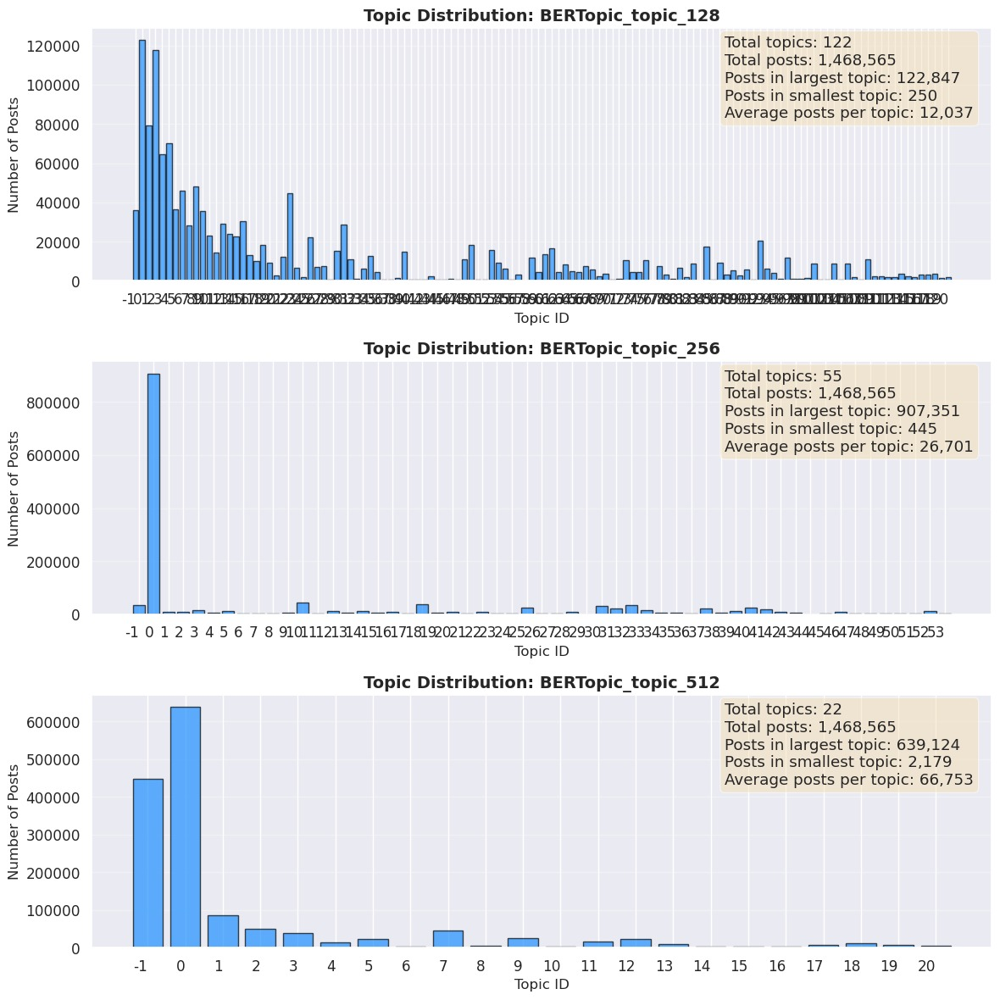 Topic Distribution: BERTopic_topic_128
Total topics: 122
Total posts: 1,468,565
Posts in largest topic: 122,847
Posts in smallest topic: 250
Average posts per topic: 12,037
Number of Posts
120000
100000
80000
60000
40000
20000
0
Topic ID
Topic Distribution: BERTopic_topic_256
Total topics: 55
Total posts: 1,468,565
Posts in largest topic: 907,351
Posts in smallest topic: 445
Average posts per topic: 26,701
Number of Posts
800000
600000
400000
200000
0
-1 0 1 2 3 4 5 6 7 8 9 10 11 12 13 14 15 16 17 18 19 20 21 22 23 24 25 26 27 28 29 30 31 32 33 34 35 36 37 38 39 40 41 42 43 44 45 46 47 48 49 50 51 52 53
Topic ID
Topic Distribution: BERTopic_topic_512
Total topics: 22
Total posts: 1,468,565
Posts in largest topic: 639,124
Posts in smallest topic: 2,179
Average posts per topic: 66,753
Number of Posts
600000
500000
400000
300000
200000
100000
0
-1 0 1 2 3 4 5 6 7 8 9 10 11 12 13 14 15 16 17 18 19 20
Topic ID